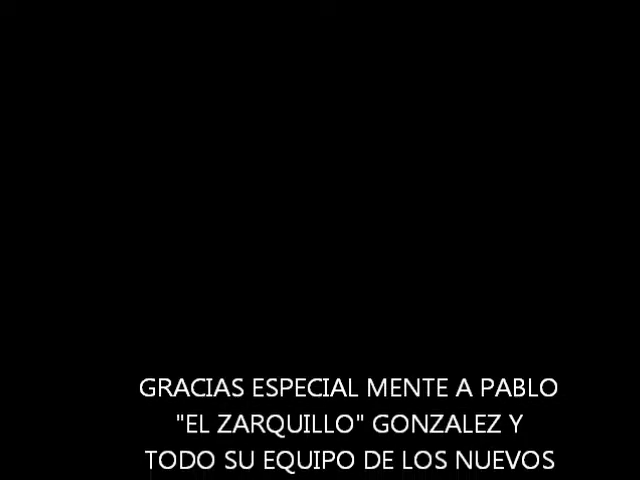 GRACIAS ESPECIAL MENTE A PABLO
"EL ZARQUILLO" GONZALEZ Y
TODO SU EQUIPO DE LOS NUEVOS